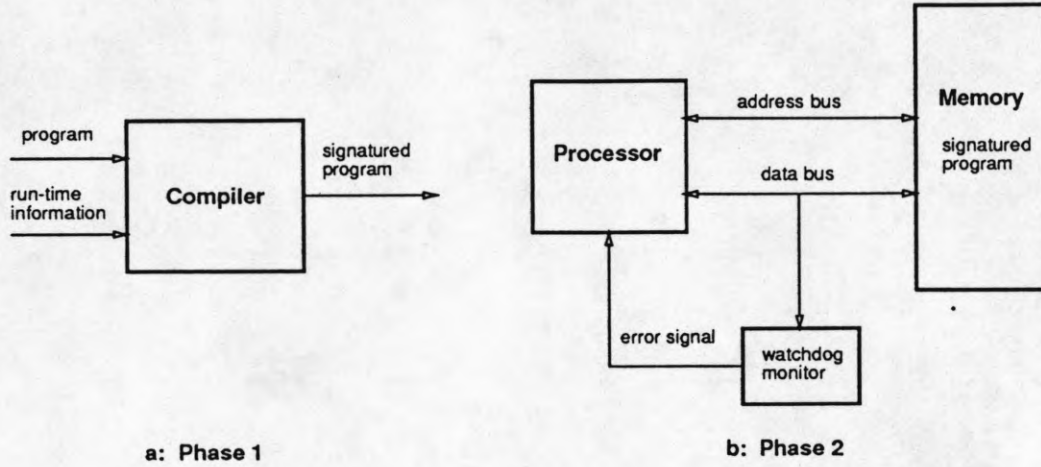 program
run-time
information
Compiler
signatured
program
a: Phase 1
Processor
address bus
data bus
Memory
signatured
program
error signal
watchdog
monitor
b: Phase 2